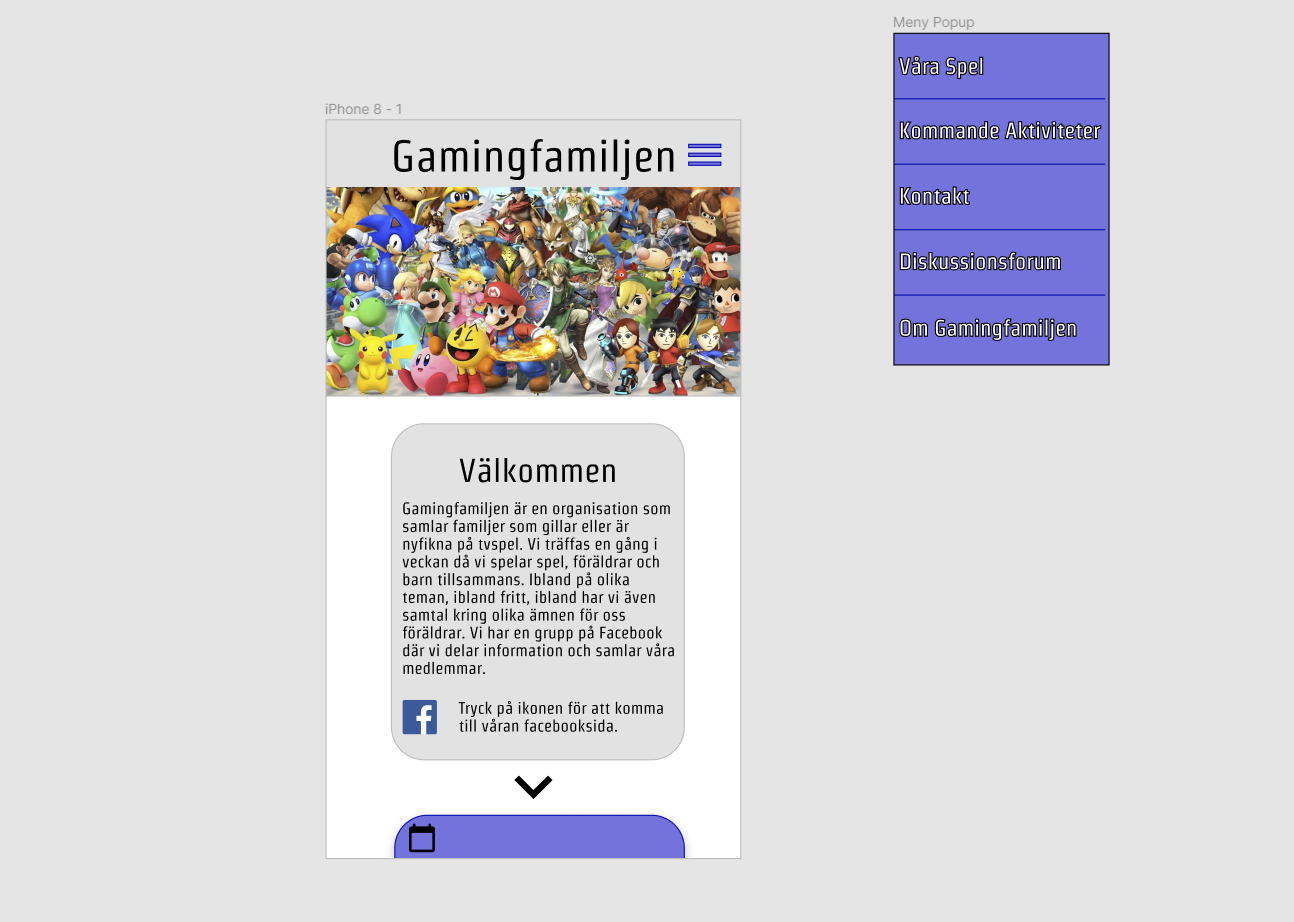 Meny Popup
Våra Spel
Kommande Aktiviteter
Kontakt
Diskussionsforum
Om Gamingfamiljen
iPhone 8 - 1
Gamingfamiljen
Välkommen
Gamingfamiljen är en organisation som
samlar familjer som gillar eller är
nyfikna på tvspel. Vi träffas en gång i
veckan då vi spelar spel, föräldrar och
barn tillsammans. Ibland på olika
teman, ibland fritt, ibland har vi även
samtal kring olika ämnen för oss
föräldrar. Vi har en grupp på Facebook
där vi delar information och samlar våra
medlemmar.
Tryck på ikonen för att komma
till våran facebooksida.